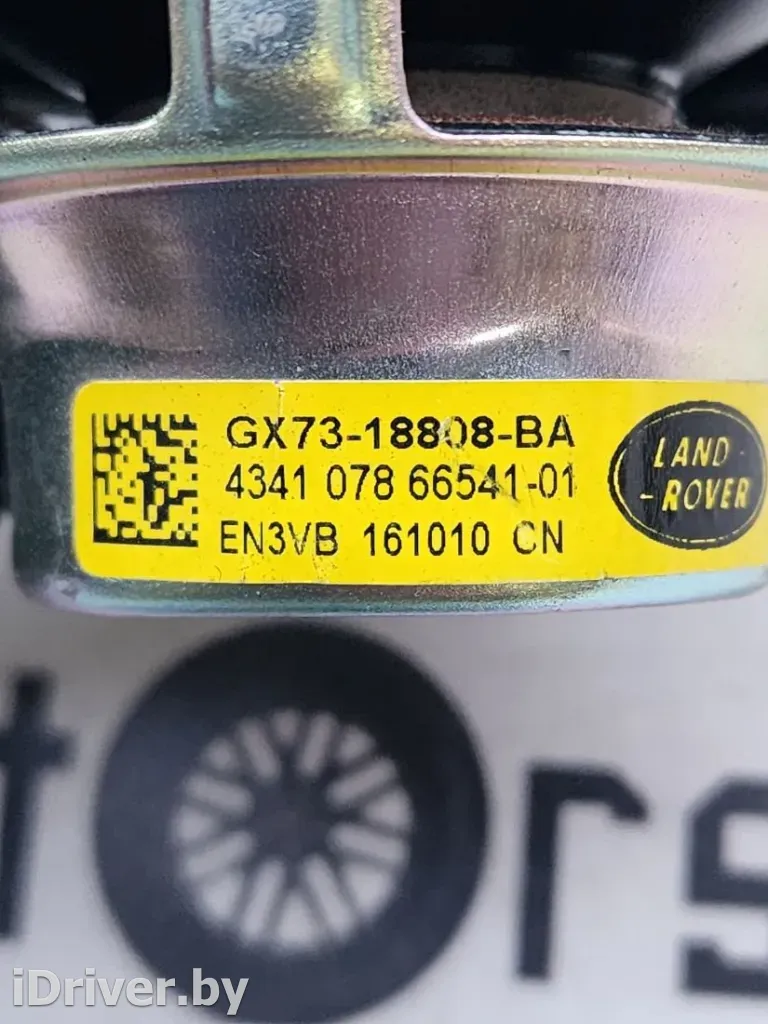 GX73-18808-BA
4341 078 66541-01
EN3VB 161010 CN
LAND
-ROVER
iDriver.by